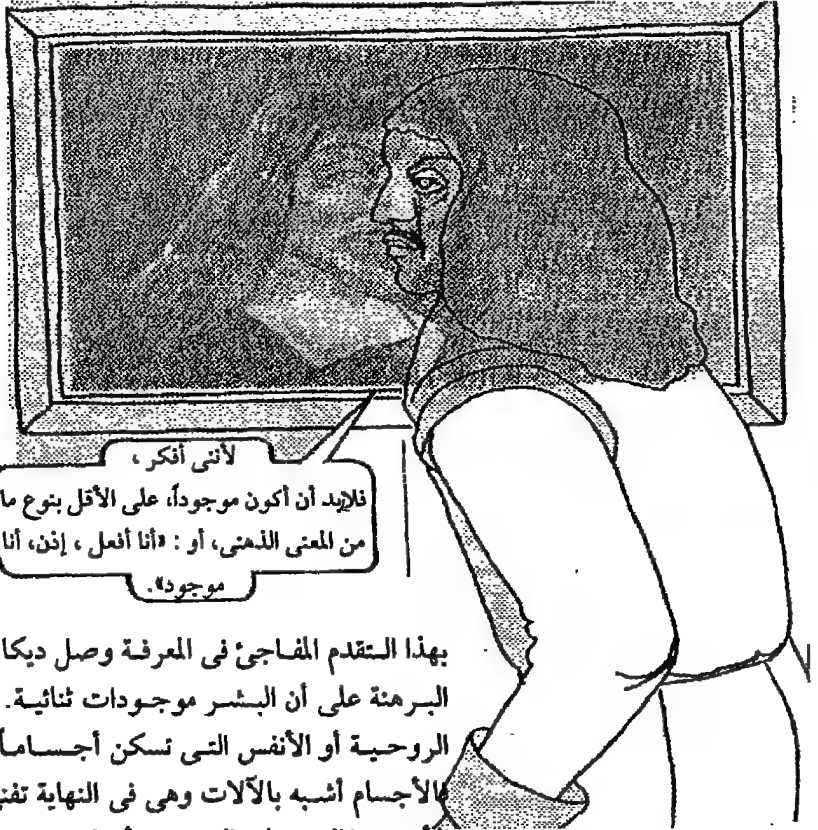 لأننى أفكر ،
فلابد أن أكون موجوداً، على الأقل بنوع ما
من المعنى الذهنى، أو : «أنا أفعل ، إذن، أنا
موجود».
بهذا التقدم المفاجئ فى المعرفة وصل ديكا
البرهنة على أن البشر موجودات ثنائية.
الروحية أو الأنفس التى تسكن أجساماً
فالأجسام أشبه بالآلات وهى فى النهاية تفنى